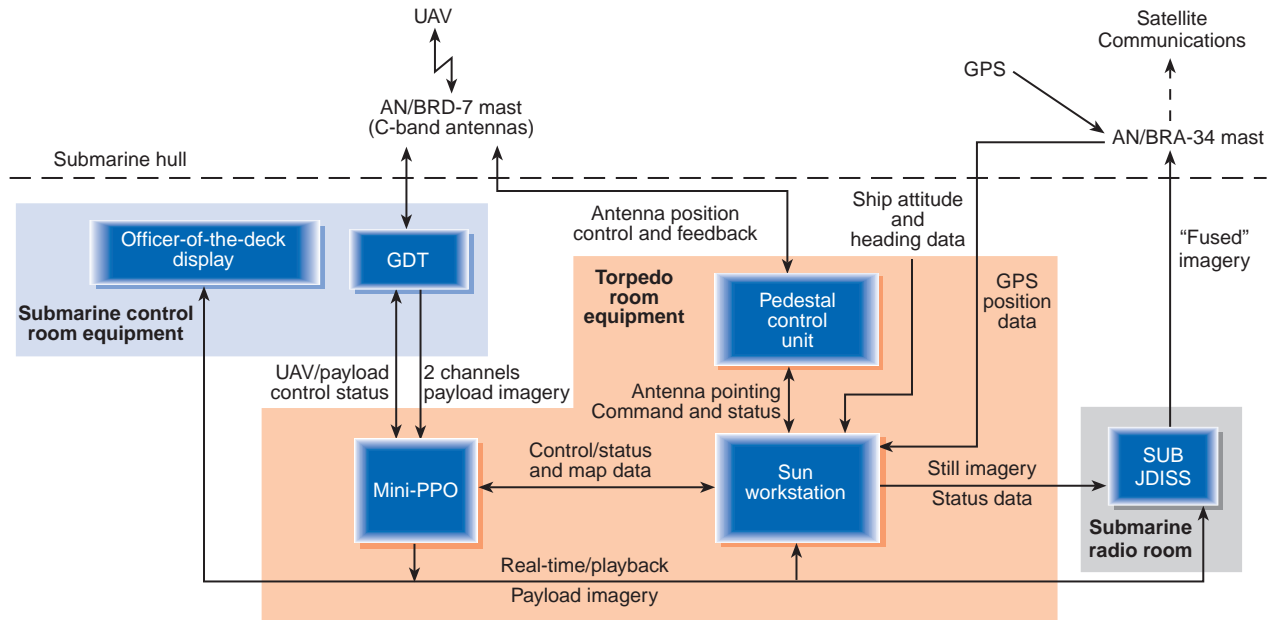 UAV
Satellite
Communications
GPS
AN/BRD-7 mast
(C-band antennas)
AN/BRA-34 mast
Submarine hull
Officer-of-the-deck
display
GDT
Submarine control
room equipment
Antenna position
control and feedback
Ship attitude
and
heading data
"Fused"
imagery
Torpedo
room
equipment
Pedestal
control
unit
GPS
position
data
UAV/payload
control status
2 channels
payload imagery
Antenna pointing
Command and status
Mini-PPO
Control/status
and map data
Sun
workstation
Still imagery
Status data
SUB
JDISS
Submarine
radio room
Real-time/playback
Payload imagery